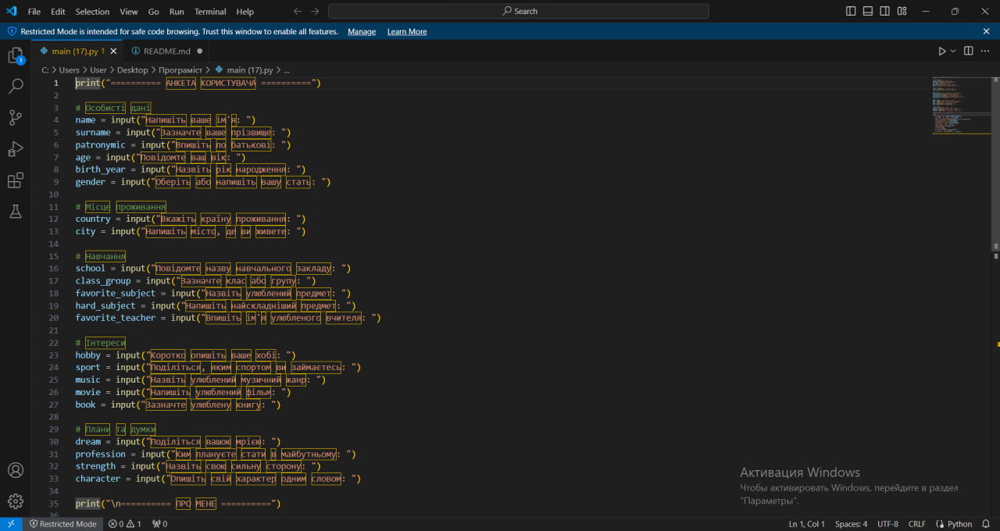 File Edit Selection View Go Run Terminal Help
Search
Restricted Mode is intended for safe code browsing. Trust this window to enable all features. Manage Learn More
main (17).py 1
README.md
C: > Users > User > Desktop > Програміст > main (17).py > ...
1 print("========== АНКЕТА КОРИСТУВАЧА ==========")
2
3 # Особисті дані
4 name = input("Напишіть ваше ім'я: ")
5 surname = input("Зазначте ваше прізвище: ")
6 patronymic = input("Впишіть по батькові: ")
7 age = input("Повідомте ваш вік: ")
8 birth_year = input("Назвіть рік народження: ")
9 gender = input("Оберіть або напишіть вашу стать: ")
10
11 # Місце проживання
12 country = input("Вкажіть країну проживання: ")
13 city = input("Напишіть місто, де ви живете: ")
14
15 # Навчання
16 school = input("Повідомте назву навчального закладу: ")
17 class_group = input("Зазначте клас або групу: ")
18 favorite_subject = input("Назвіть улюблений предмет: ")
19 hard_subject = input("Напишіть найскладніший предмет: ")
20 favorite_teacher = input("Впишіть ім'я улюбленого вчителя: ")
21
22 # Інтереси
23 hobby = input("Коротко опишіть ваше хобі: ")
24 sport = input("Поділіться, яким спортом ви займаєтесь: ")
25 music = input("Назвіть улюблений музичний жанр: ")
26 movie = input("Напишіть улюблений фільм: ")
27 book = input("Зазначте улюблену книгу: ")
28
29 # Плани та думки
30 dream = input("Поділіться вашою мрією: ")
31 profession = input("Ким плануєте стати в майбутньому: ")
32 strength = input("Назвіть свою сильну сторону: ")
33 character = input("Опишіть свій характер одним словом: ")
34
35 print("\n========== ПРО МЕНЕ ==========")
36
Активация Windows
Чтобы активировать Windows, перейдите в раздел
"Параметры".
Restricted Mode 0 1 0 Ln 1, Col 1 Spaces: 4 UTF-8 CRLF Python